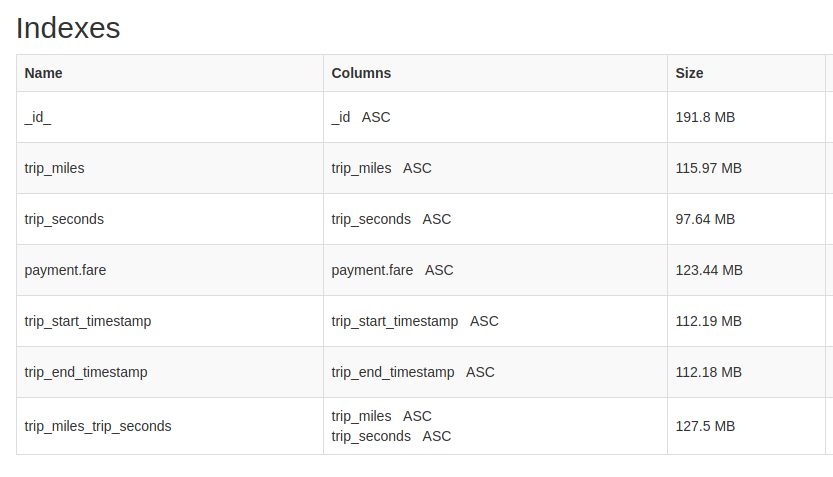 Indexes
Name Columns Size
_id_ _id ASC 191.8 MB
trip_miles trip_miles ASC 115.97 MB
trip_seconds trip_seconds ASC 97.64 MB
payment.fare payment.fare ASC 123.44 MB
trip_start_timestamp trip_start_timestamp ASC 112.19 MB
trip_end_timestamp trip_end_timestamp ASC 112.18 MB
trip_miles_trip_seconds trip_miles ASC 127.5 MB
trip_seconds ASC